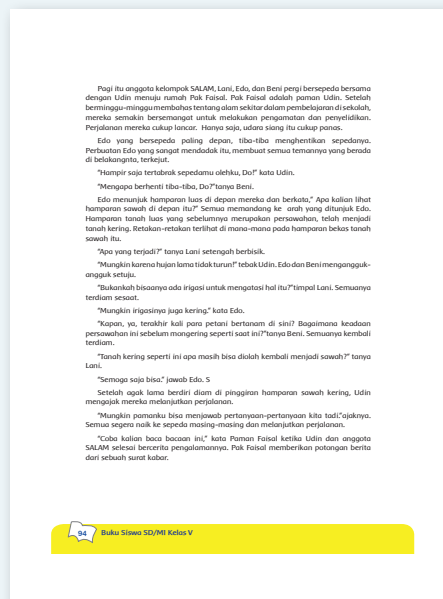 Pagi itu anggota kelompok SALAM, Lani, Edo, dan Beni pergi bersepeda bersama
dengan Udin menuju rumah Pak Faisal. Pak Faisal adalah paman Udin. Setelah
berminggu-minggu membahas tentang alam sekitar dalam pembelajaran di sekolah,
mereka semakin bersemangat untuk melakukan pengamatan dan penyelidikan.
Perjalanan mereka cukup lancar. Hanya saja, udara siang itu cukup panas.
Edo yang bersepeda paling depan, tiba-tiba menghentikan sepedanya.
Perbuatan Edo yang sangat mendadak itu, membuat semua temannya yang berada
di belakangnta, terkejut.
"Hampir saja tertabrak sepedamu olehku, Do!" kata Udin.
"Mengapa berhenti tiba-tiba, Do?"tanya Beni.
Edo menunjuk hamparan luas di depan mereka dan berkata," Apa kalian lihat
hamparan sawah di depan itu?" Semua memandang ke orah yang ditunjuk Edo.
Hamparan tanah luas yang sebelumnya merupakan persawahan, telah menjadi
tanah kering. Retakan-retakan terlihat di mana-mana pada hamparan bekas tanah
sawah itu.
"Apa yang terjadi?" tanya Lani setengah berbisik.
"Mungkin karena hujan lama tidak turun!" tebak Udin. Edo dan Beni mengangguk-
angguk setuju.
"Bukankah bisaanya ada irigasi untuk mengatasi hal itu?"timpal Lani. Semuanya
terdiam sesaat.
"Mungkin irigasinya juga kering." kata Edo.
"Kapan, ya, terakhir kali para petani bertanam di sini? Bagaimana keadaan
persawahan ini sebelum mongering seperti saat ini?"tanya Beni. Semuanya kembali
terdiam.
"Tanah kering seperti ini apa masih bisa diolah kembali menjadi sawah?" tanya
Lani.
"Semoga saja bisa." jawab Edo. S
Setelah agak lama berdiri diam di pinggiran hamparan sawah kering, Udin
mengajak mereka melanjutkan perjalanan.
"Mungkin pamanku bisa menjawab pertanyaan-pertanyaan kita tadi."ajaknya.
Semua segera naik ke sepeda masing-masing dan melanjutkan perjalanan.
"Coba kalian baca bacaan ini," kata Paman Faisal ketika Udin dan anggota
SALAM selesai bercerita pengalamannya. Pak Faisal memberikan potongan berita
dari sebuah surat kabar.
94 Buku Siswa SD/MI Kelas V